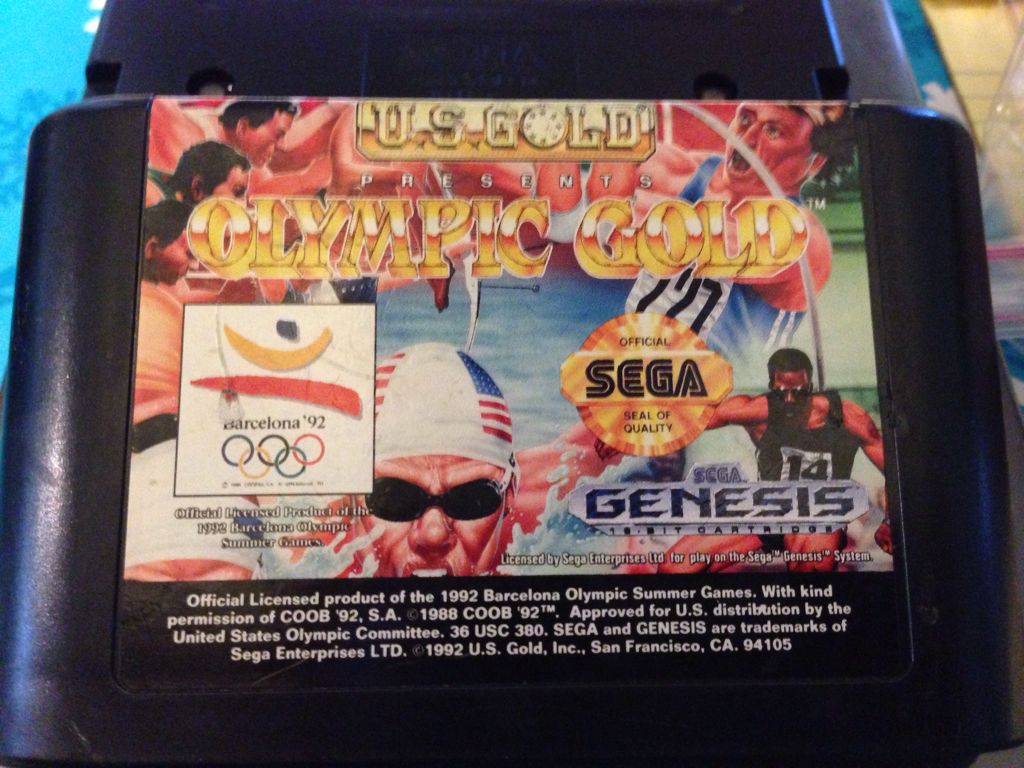 U.S. GOLD
PRESENTS
OLYMPIC GOLD™
OFFICIAL
SEGA
SEAL OF
QUALITY
Barcelona '92
14
SEGA
GENESIS
16-BIT CARTRIDGE
Official Licensed Product of the
1992 Barcelona Olympic
Summer Games.
Licensed by Sega Enterprises Ltd. for play on the Sega™ Genesis™ System.
Official Licensed product of the 1992 Barcelona Olympic Summer Games. With kind
permission of COOB '92, S.A. ©1988 COOB '92™. Approved for U.S. distribution by the
United States Olympic Committee. 36 USC 380. SEGA and GENESIS are trademarks of
Sega Enterprises LTD. ©1992 U.S. Gold, Inc., San Francisco, CA. 94105